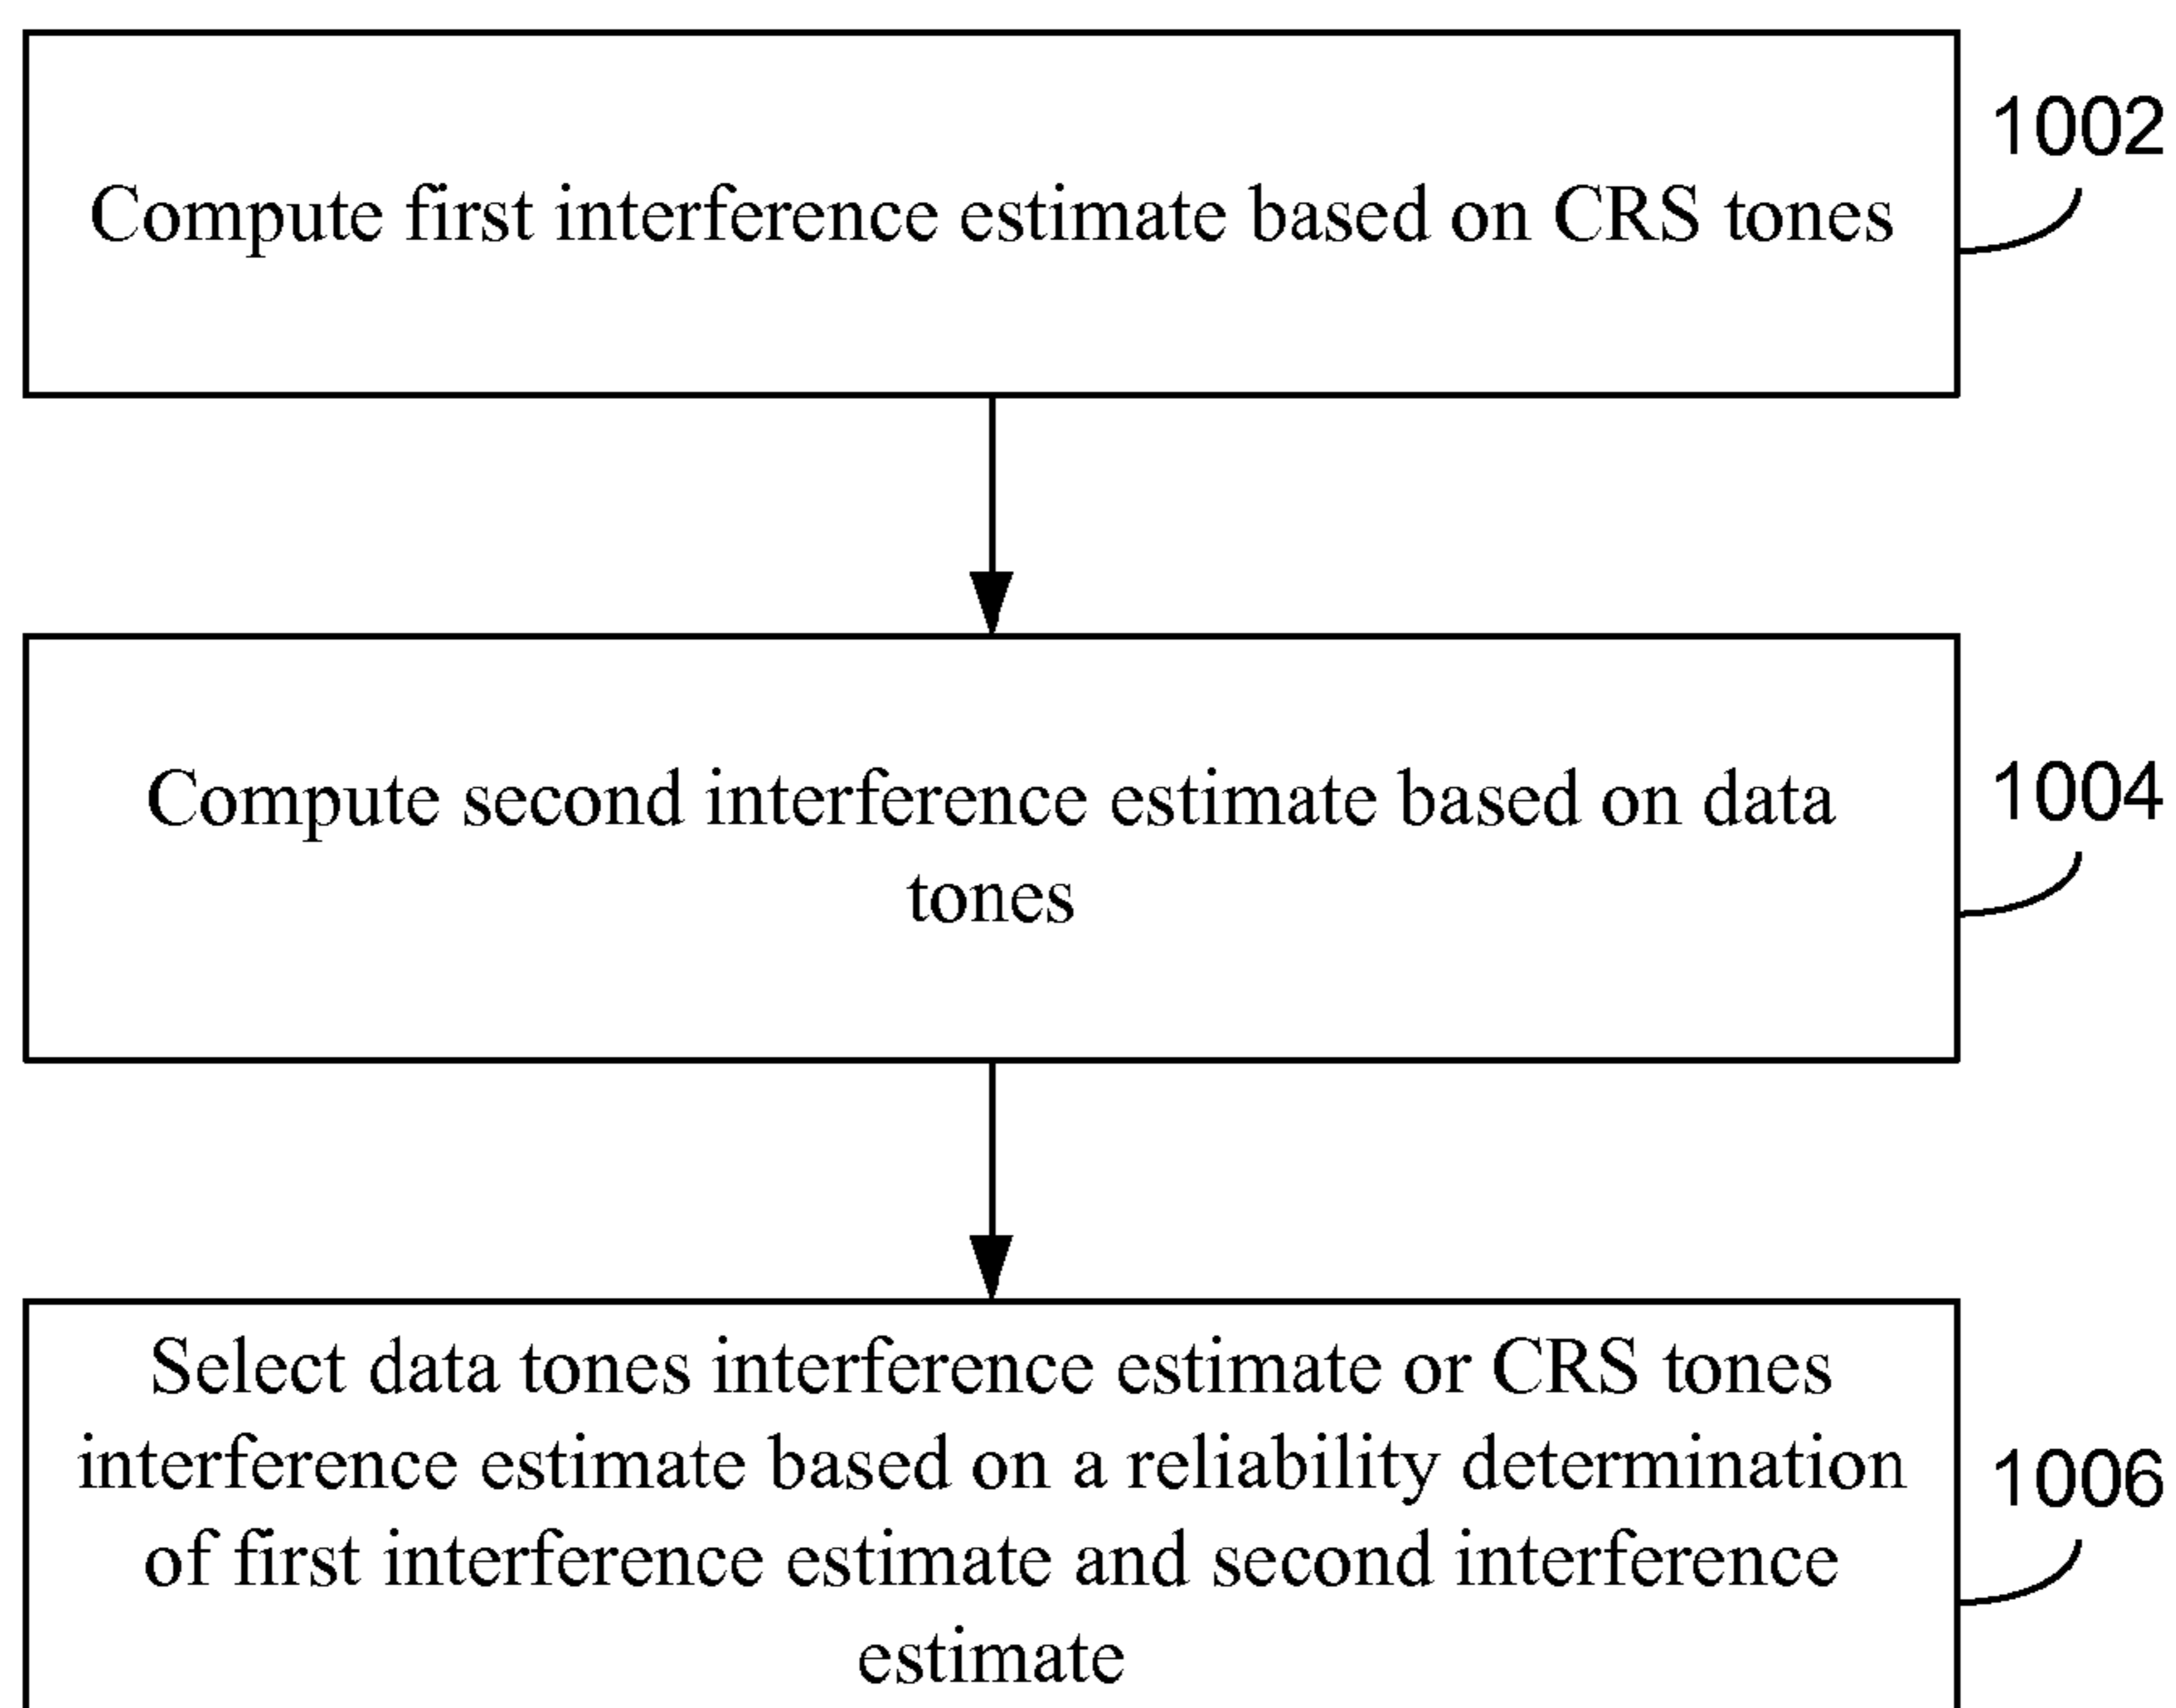 Compute first interference estimate based on CRS tones
1002
Compute second interference estimate based on data
tones
1004
Select data tones interference estimate or CRS tones
interference estimate based on a reliability determination
of first interference estimate and second interference
estimate
1006